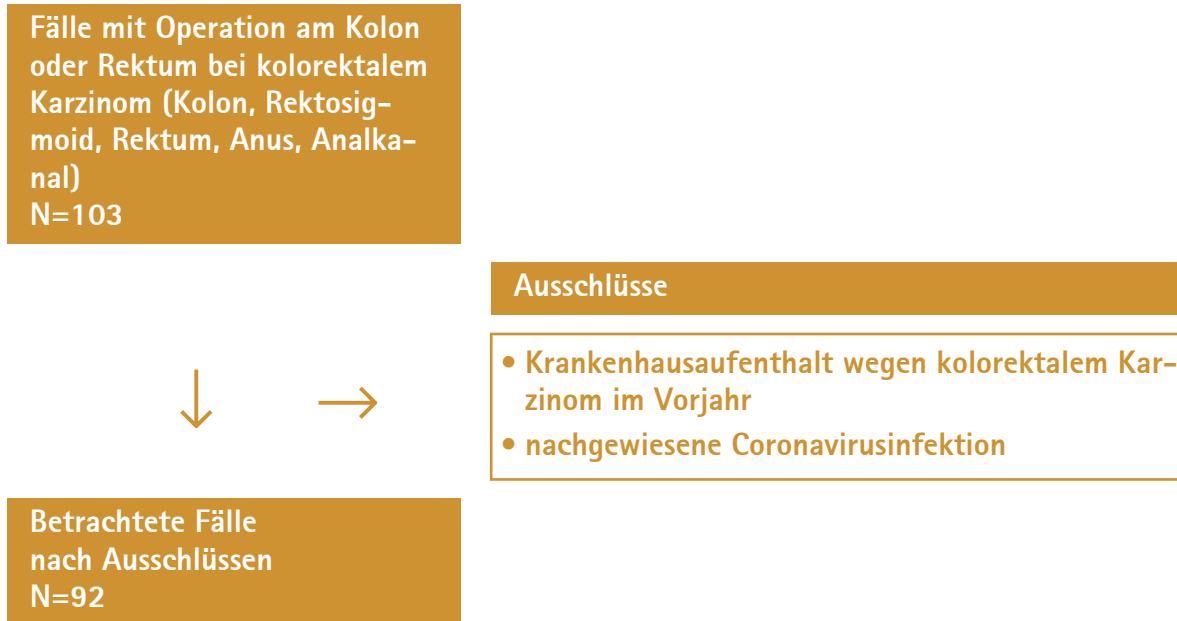 Fälle mit Operation am Kolon
oder Rektum bei kolorektalem
Karzinom (Kolon, Rektosig-
moid, Rektum, Anus, Analka-
nal)
N=103
Ausschlüsse
• Krankenhausaufenthalt wegen kolorektalem Kar-
zinom im Vorjahr
• nachgewiesene Coronavirusinfektion
Betrachtete Fälle
nach Ausschlüssen
N=92